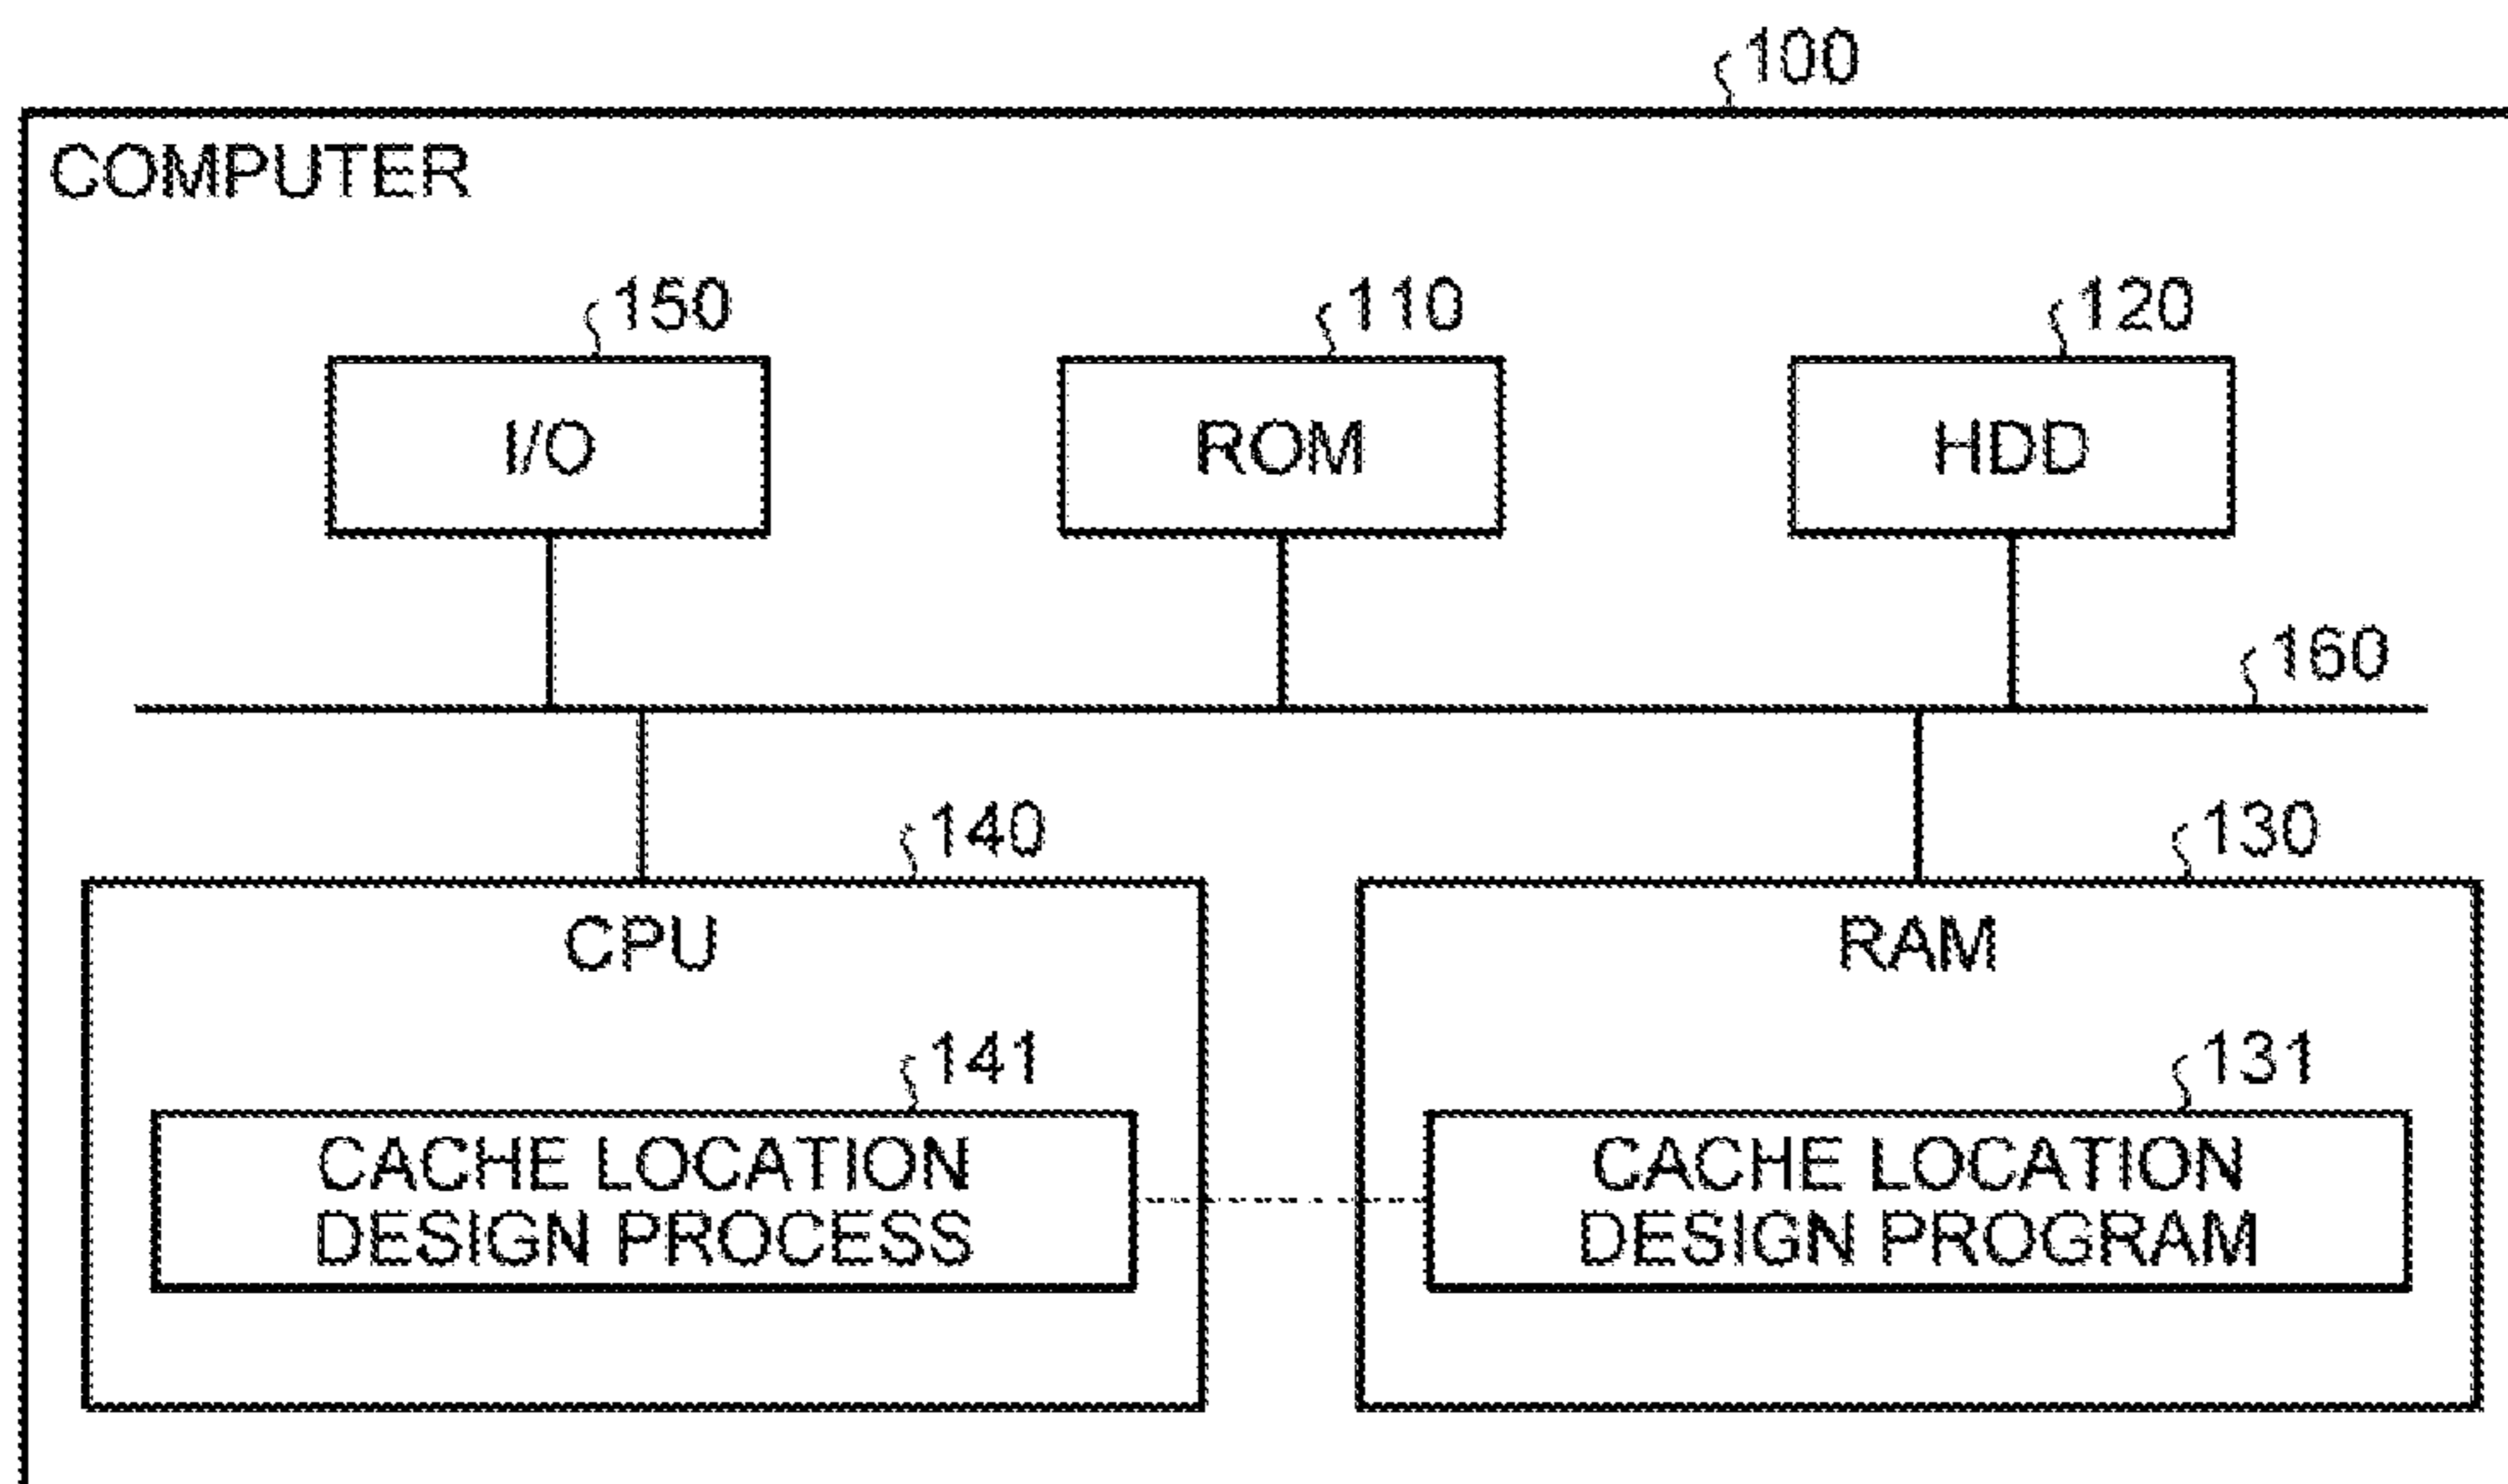 100
COMPUTER
150
110
120
I/O
ROM
HDD
160
140
130
CPU
RAM
141
131
CACHE LOCATION
DESIGN PROCESS
CACHE LOCATION
DESIGN PROGRAM